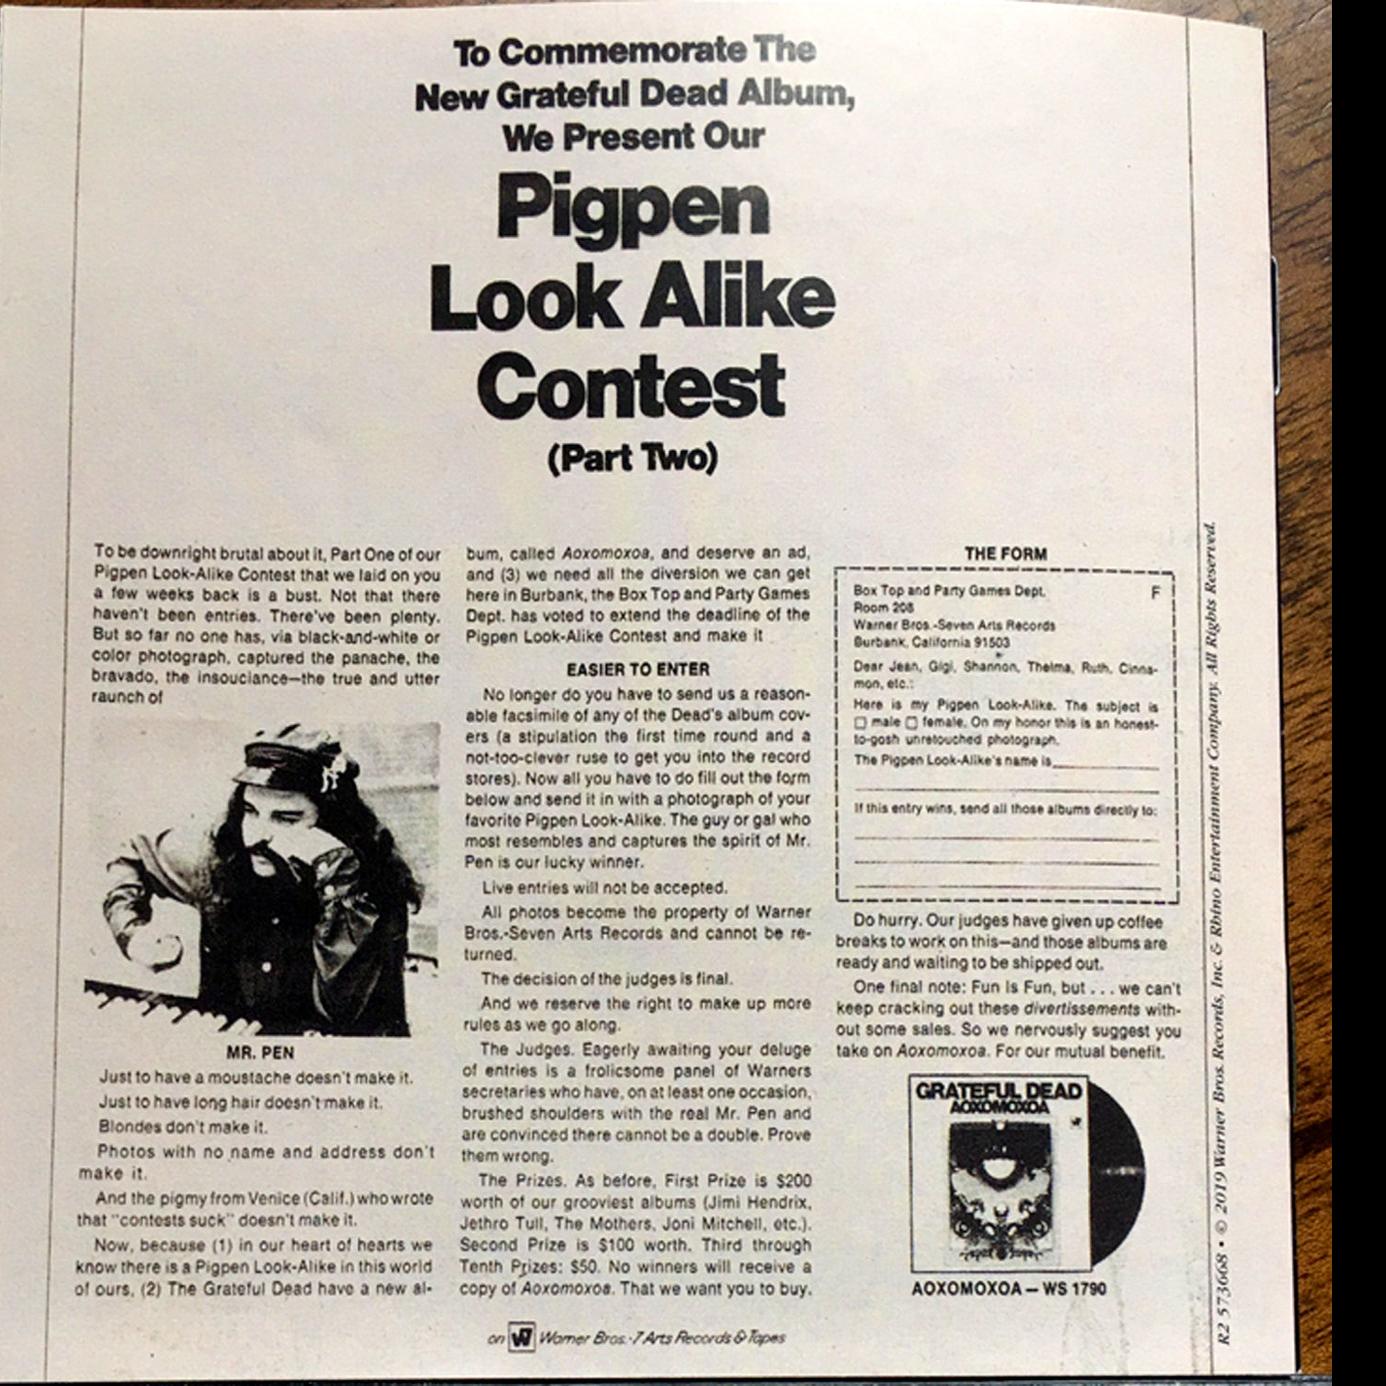 To Commemorate The
New Grateful Dead Album,
We Present Our
Pigpen
Look Alike
Contest
(Part Two)
To be downright brutal about it, Part One of our
Pigpen Look-Alike Contest that we laid on you
a few weeks back is a bust. Not that there
haven't been entries. There've been plenty.
But so far no one has, via black-and-white or
color photograph, captured the panache, the
bravado, the insouciance—the true and utter
raunch of
MR. PEN
Just to have a moustache doesn't make it.
Just to have long hair doesn't make it.
Blondes don't make it.
Photos with no name and address don't
make it.
And the pigmy from Venice (Calif.) who wrote
that "contests suck" doesn't make it.
Now, because (1) in our heart of hearts we
know there is a Pigpen Look-Alike in this world
of ours, (2) The Grateful Dead have a new al-
bum, called Aoxomoxoa, and deserve an ad,
and (3) we need all the diversion we can get
here in Burbank, the Box Top and Party Games
Dept. has voted to extend the deadline of the
Pigpen Look-Alike Contest and make it
EASIER TO ENTER
No longer do you have to send us a reason-
able facsimile of any of the Dead's album cov-
ers (a stipulation the first time round and a
not-too-clever ruse to get you into the record
stores). Now all you have to do fill out the form
below and send it in with a photograph of your
favorite Pigpen Look-Alike. The guy or gal who
most resembles and captures the spirit of Mr.
Pen is our lucky winner.
Live entries will not be accepted.
All photos become the property of Warner
Bros.-Seven Arts Records and cannot be re-
turned.
The decision of the judges is final.
And we reserve the right to make up more
rules as we go along.
The Judges. Eagerly awaiting your deluge
of entries is a frolicsome panel of Warners
secretaries who have, on at least one occasion,
brushed shoulders with the real Mr. Pen and
are convinced there cannot be a double. Prove
them wrong.
The Prizes. As before, First Prize is $200
worth of our grooviest albums (Jimi Hendrix,
Jethro Tull, The Mothers, Joni Mitchell, etc.).
Second Prize is $100 worth. Third through
Tenth Prizes: $50. No winners will receive a
copy of Aoxomoxoa. That we want you to buy.
THE FORM
Box Top and Party Games Dept. F
Room 208
Warner Bros.-Seven Arts Records
Burbank, California 91503
Dear Jean, Gigi, Shannon, Thelma, Ruth, Cinna-
mon, etc.:
Here is my Pigpen Look-Alike. The subject is
☐ male ☐ female. On my honor this is an honest-
to-gosh unretouched photograph.
The Pigpen Look-Alike's name is
If this entry wins, send all those albums directly to:
Do hurry. Our judges have given up coffee
breaks to work on this—and those albums are
ready and waiting to be shipped out.
One final note: Fun Is Fun, but . . . we can't
keep cracking out these divertissements with-
out some sales. So we nervously suggest you
take on Aoxomoxoa. For our mutual benefit.
GRATEFUL DEAD
AOXOMOXOA
AOXOMOXOA — WS 1790
on W7 Warner Bros.-7 Arts Records & Tapes
R2 573668 • © 2019 Warner Bros. Records, Inc. & Rhino Entertainment Company. All Rights Reserved.